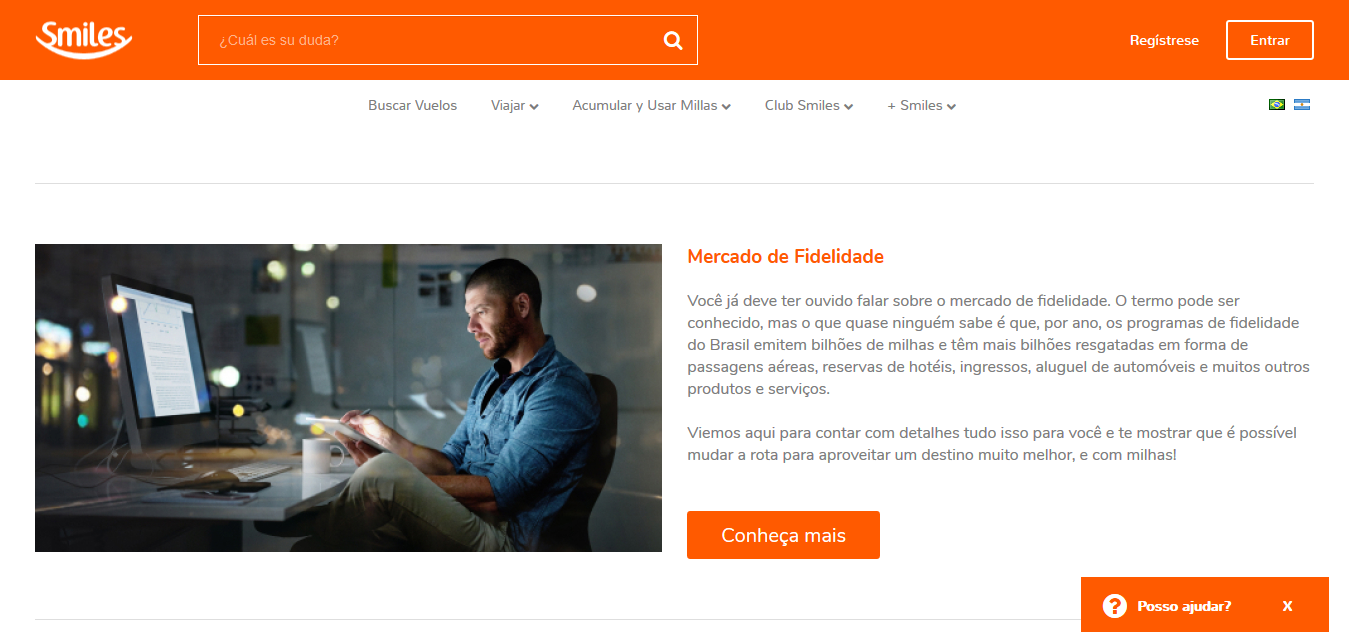 Smiles
¿Cuál es su duda?
Regístrese
Entrar
Buscar Vuelos
Viajar
Acumular y Usar Millas
Club Smiles
+ Smiles
Mercado de Fidelidade
Você já deve ter ouvido falar sobre o mercado de fidelidade. O termo pode ser
conhecido, mas o que quase ninguém sabe é que, por ano, os programas de fidelidade
do Brasil emitem bilhões de milhas e têm mais bilhões resgatadas em forma de
passagens aéreas, reservas de hotéis, ingressos, aluguel de automóveis e muitos outros
produtos e serviços.
Viemos aqui para contar com detalhes tudo isso para você e te mostrar que é possível
mudar a rota para aproveitar um destino muito melhor, e com milhas!
Conheça mais
? Posso ajudar? X